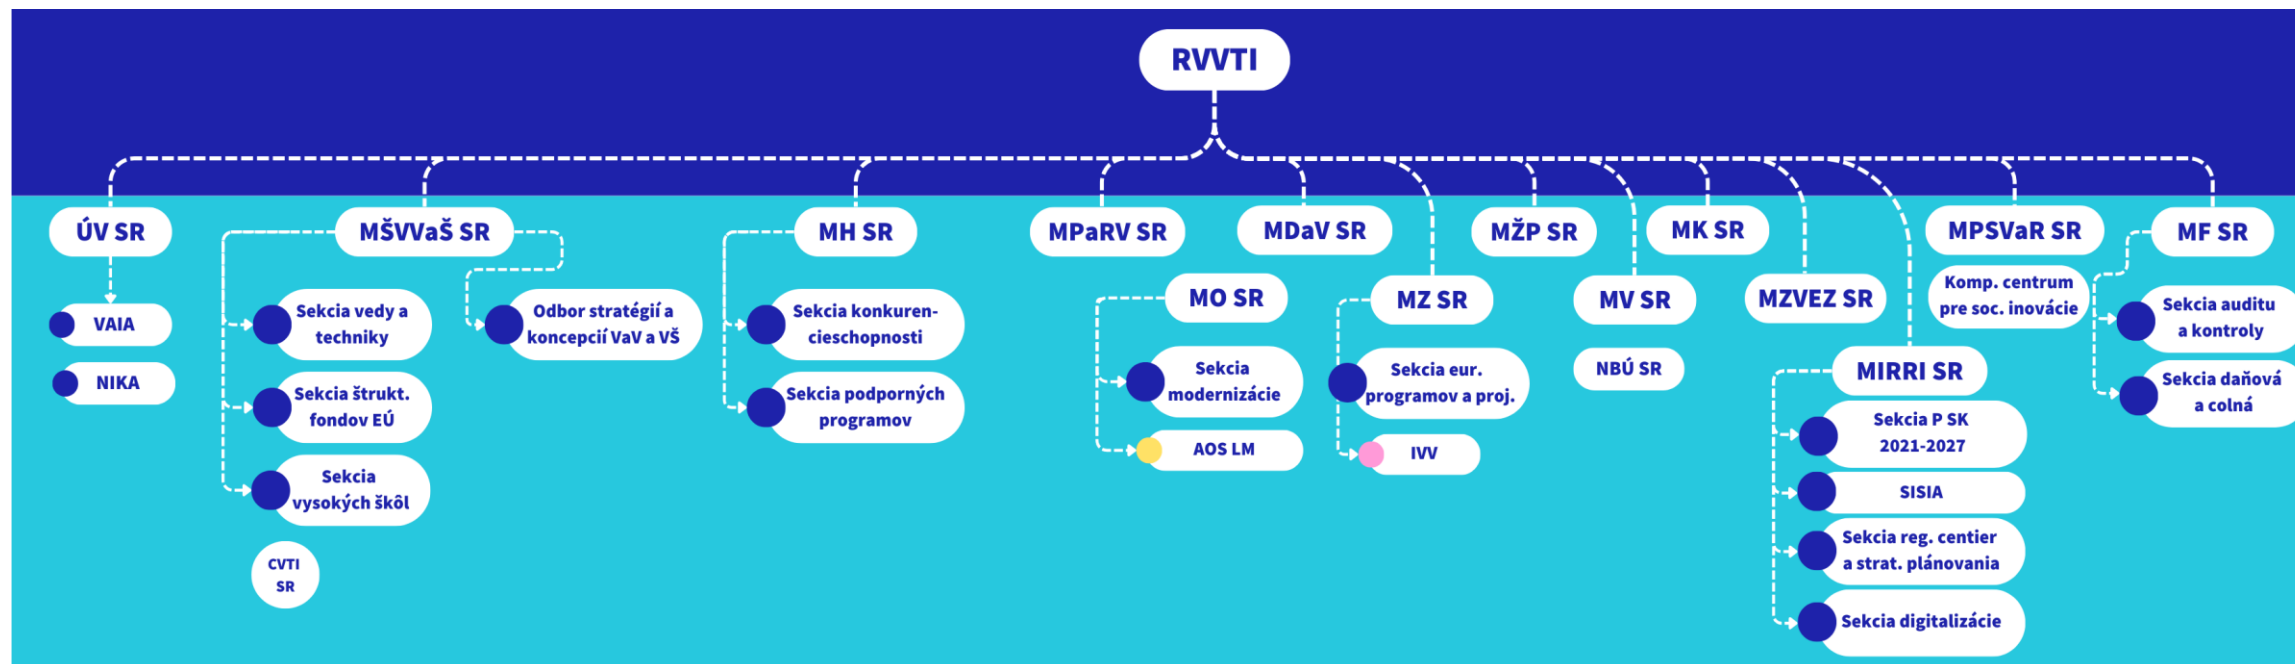 RVVTI
ÚV SR
MŠVVaŠ SR
MH SR
MPaRV SR
MDaV SR
MŽP SR
MK SR
MPSVaR SR
MF SR
MO SR
MZ SR
MV SR
MZVEZ SR
MIRRI SR
VAIA
NIKA
Sekcia vedy a
techniky
Sekcia štrukt.
fondov EÚ
Sekcia
vysokých škôl
CVTI
SR
Odbor stratégií a
koncepcií VaV a VŠ
Sekcia konkuren-
cieschopnosti
Sekcia podporných
programov
Sekcia
modernizácie
AOS LM
Sekcia eur.
programov a proj.
IVV
NBÚ SR
Komp. centrum
pre soc. inovácie
Sekcia P SK
2021-2027
SISIA
Sekcia reg. centier
a strat. plánovania
Sekcia digitalizácie
Sekcia auditu
a kontroly
Sekcia daňová
a colná